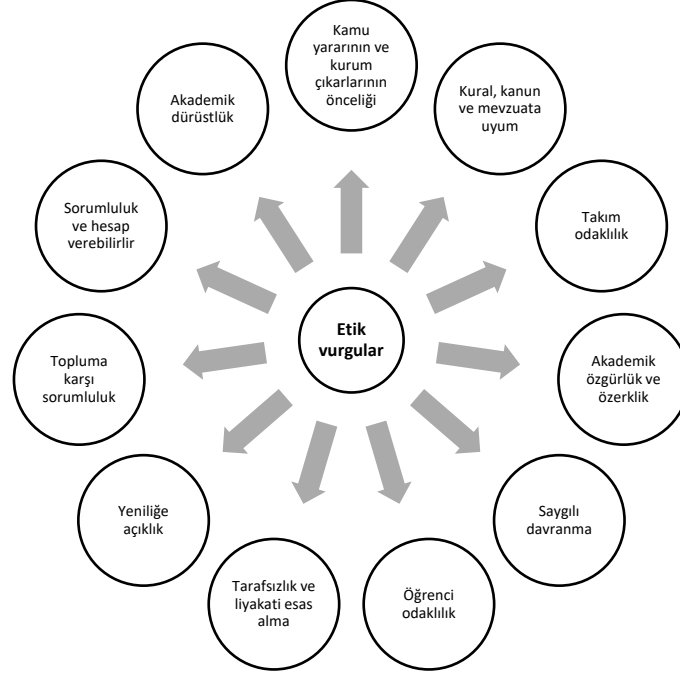 Kamu
yararının ve
kurum
çıkarlarının
önceliği
Kural, kanun
ve mevzuata
uyum
Takım
odaklılık
Akademik
özgürlük ve
özerklik
Saygılı
davranma
Öğrenci
odaklılık
Tarafsızlık ve
liyakati esas
alma
Yeniliğe
açıklık
Topluma
karşı
sorumluluk
Sorumluluk
ve hesap
verebilirlir
Akademik
dürüstlük
Etik
vurgular